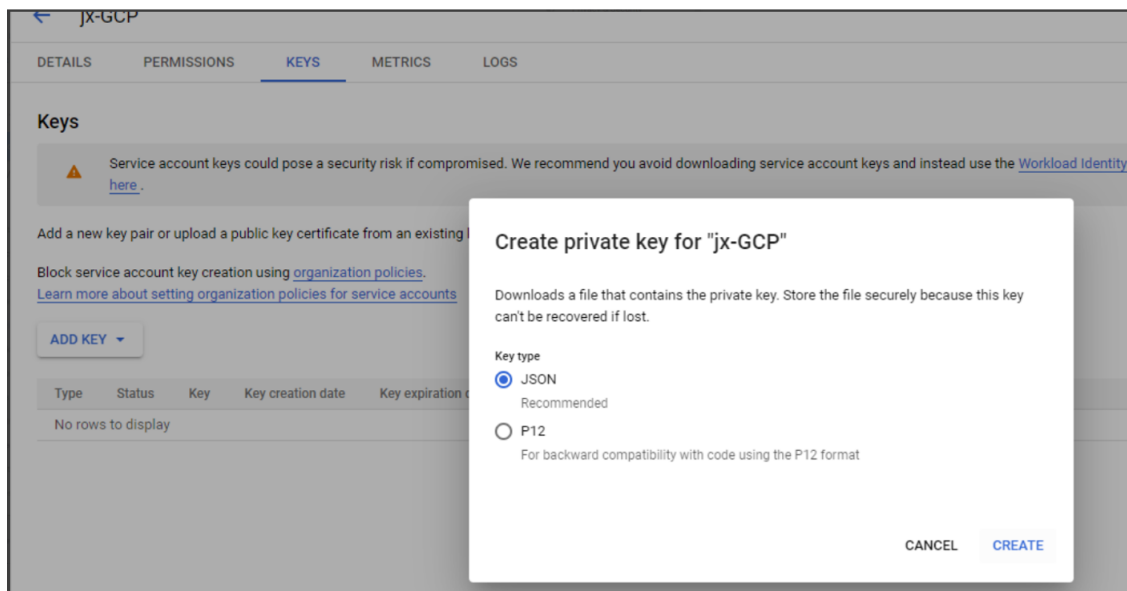 jx-GCP
DETAILS PERMISSIONS KEYS METRICS LOGS
Keys
Service account keys could pose a security risk if compromised. We recommend you avoid downloading service account keys and instead use the Workload Identity
here .
Add a new key pair or upload a public key certificate from an existing
Block service account key creation using organization policies.
Learn more about setting organization policies for service accounts
ADD KEY
Type Status Key Key creation date Key expiration
No rows to display
Create private key for "jx-GCP"
Downloads a file that contains the private key. Store the file securely because this key
can't be recovered if lost.
Key type
JSON
Recommended
P12
For backward compatibility with code using the P12 format
CANCEL CREATE